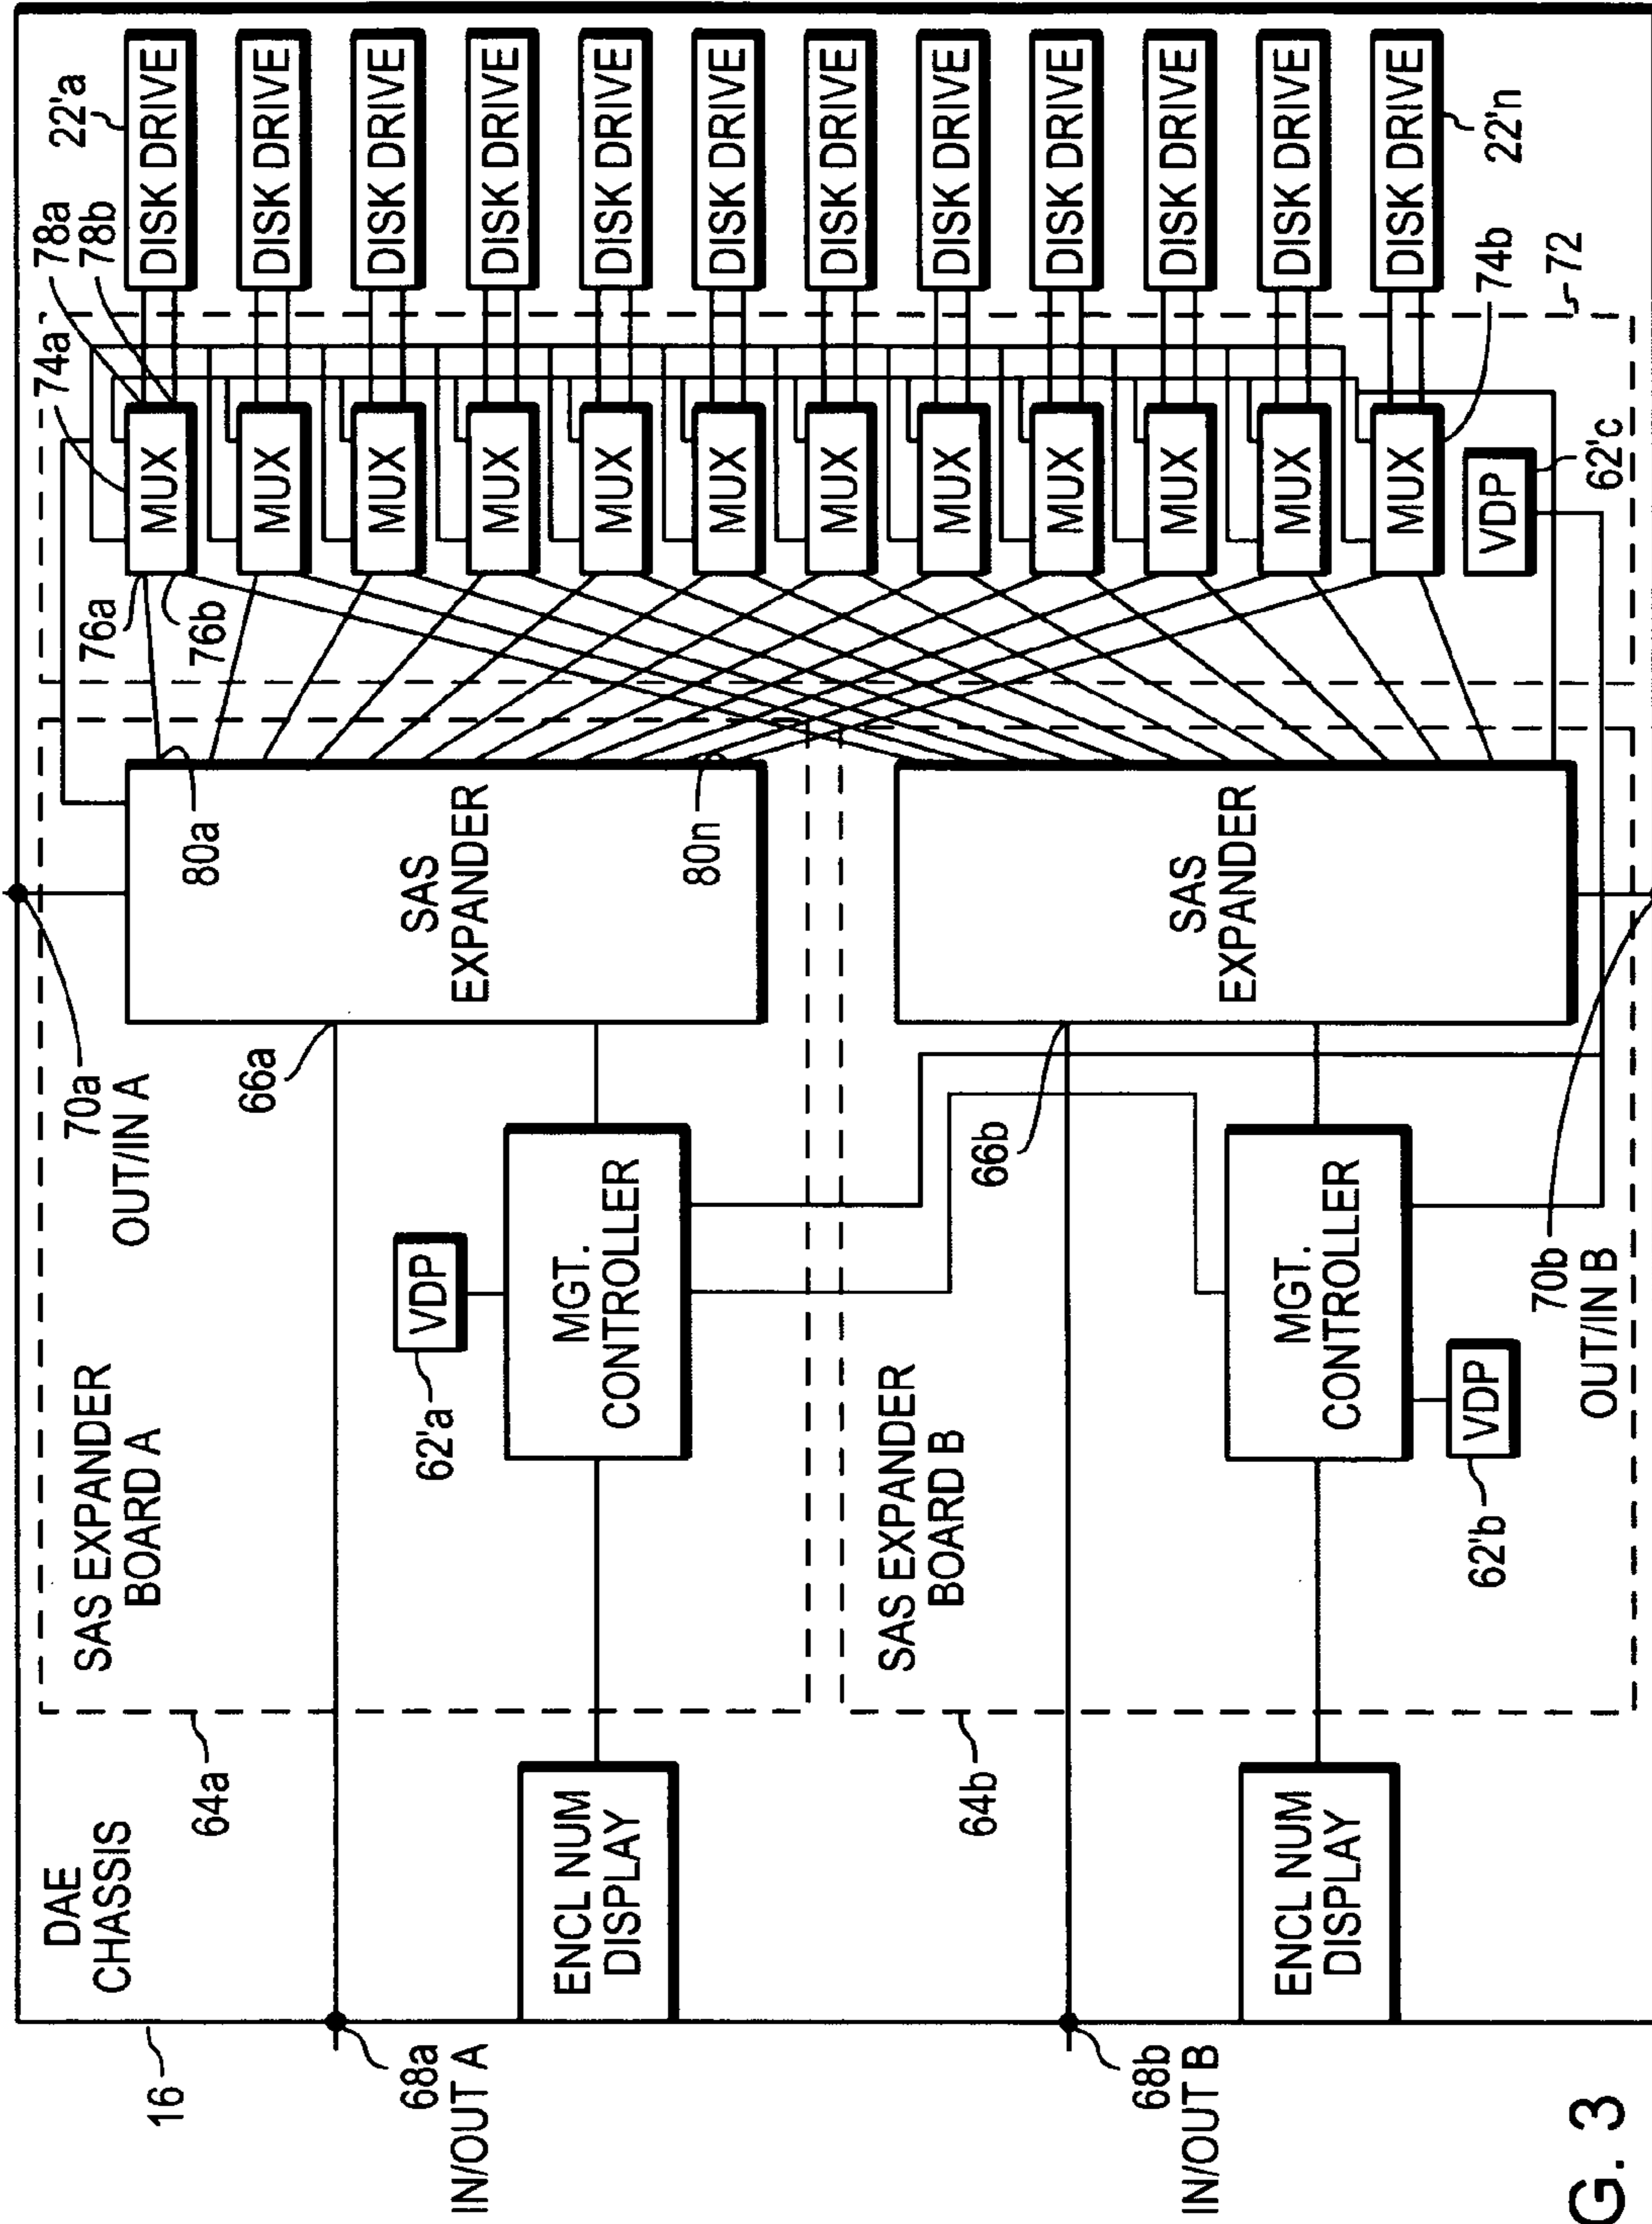 DAE
CHASSIS
16
68a
IN/OUT A
68b
IN/OUT B
ENCL NUM
DISPLAY
ENCL NUM
DISPLAY
64a
64b
SAS EXPANDER
BOARD A
SAS EXPANDER
BOARD B
62'a
VDP
62'b
VDP
MGT.
CONTROLLER
MGT.
CONTROLLER
70a
OUT/IN A
70b
OUT/IN B
66a
66b
SAS
EXPANDER
SAS
EXPANDER
80a
80n
76a
76b
74a
78a
78b
MUX
MUX
MUX
MUX
MUX
MUX
MUX
MUX
MUX
MUX
MUX
MUX
VDP
62'c
74b
72
22'a
DISK DRIVE
DISK DRIVE
DISK DRIVE
DISK DRIVE
DISK DRIVE
DISK DRIVE
DISK DRIVE
DISK DRIVE
DISK DRIVE
DISK DRIVE
DISK DRIVE
DISK DRIVE
22'n
G. 3